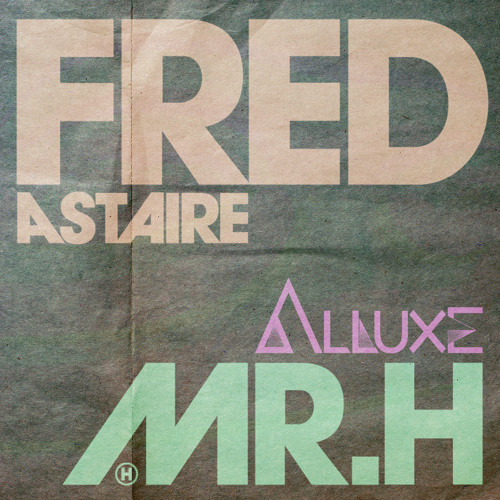 FRED
ASTAIRE
ALLUXE
MR.H
H